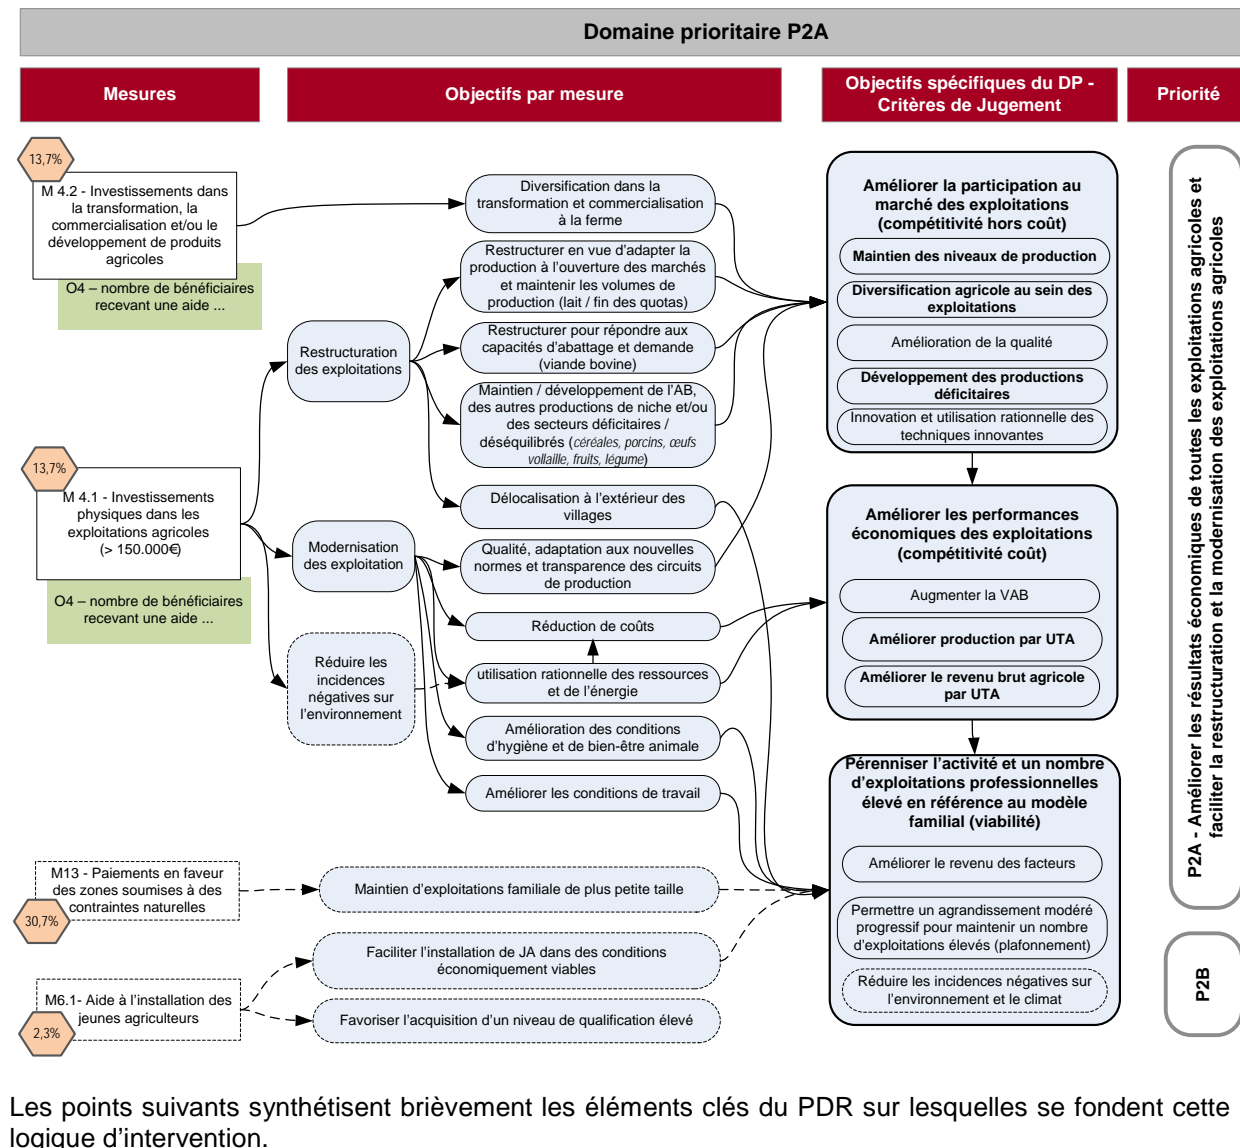 Domaine prioritaire P2A
Mesures
Objectifs par mesure
Objectifs spécifiques du DP -
Critères de Jugement
Priorité
13,7%
M 4.2 - Investissements dans
la transformation, la
commercialisation et/ou le
développement de produits
agricoles
O4 – nombre de bénéficiaires
recevant une aide ...
13,7%
M 4.1 - Investissements
physiques dans les
exploitations agricoles
(> 150.000€)
O4 – nombre de bénéficiaires
recevant une aide ...
M13 - Paiements en faveur
des zones soumises à des
contraintes naturelles
30,7%
M6.1- Aide à l'installation des
jeunes agriculteurs
2,3%
Restructuration
des exploitations
Modernisation
des exploitation
Réduire les
incidences
négatives sur
l'environnement
Diversification dans la
transformation et commercialisation
à la ferme
Restructurer en vue d'adapter la
production à l'ouverture des marchés
et maintenir les volumes de
production (lait / fin des quotas)
Restructurer pour répondre aux
capacités d'abattage et demande
(viande bovine)
Maintien / développement de l'AB,
des autres productions de niche et/ou
des secteurs déficitaires /
déséquilibrés (céréales, porcins, œufs
vollaille, fruits, légume)
Délocalisation à l'extérieur des
villages
Qualité, adaptation aux nouvelles
normes et transparence des circuits
de production
Réduction de coûts
utilisation rationnelle des ressources
et de l'énergie
Amélioration des conditions
d'hygiène et de bien-être animale
Améliorer les conditions de travail
Maintien d'exploitations familiale de plus petite taille
Faciliter l'installation de JA dans des conditions
économiquement viables
Favoriser l'acquisition d'un niveau de qualification élevé
Améliorer la participation au
marché des exploitations
(compétitivité hors coût)
Maintien des niveaux de production
Diversification agricole au sein des
exploitations
Amélioration de la qualité
Développement des productions
déficitaires
Innovation et utilisation rationnelle des
techniques innovantes
Améliorer les performances
économiques des exploitations
(compétitivité coût)
Augmenter la VAB
Améliorer production par UTA
Améliorer le revenu brut agricole
par UTA
Pérenniser l'activité et un nombre
d'exploitations professionnelles
élevé en référence au modèle
familial (viabilité)
Améliorer le revenu des facteurs
Permettre un agrandissement modéré
progressif pour maintenir un nombre
d'exploitations élevés (plafonnement)
Réduire les incidences négatives sur
l'environnement et le climat
P2A - Améliorer les résultats économiques de toutes les exploitations agricoles et
faciliter la restructuration et la modernisation des exploitations agricoles
P2B
Les points suivants synthétisent brièvement les éléments clés du PDR sur lesquelles se fondent cette
logique d'intervention.